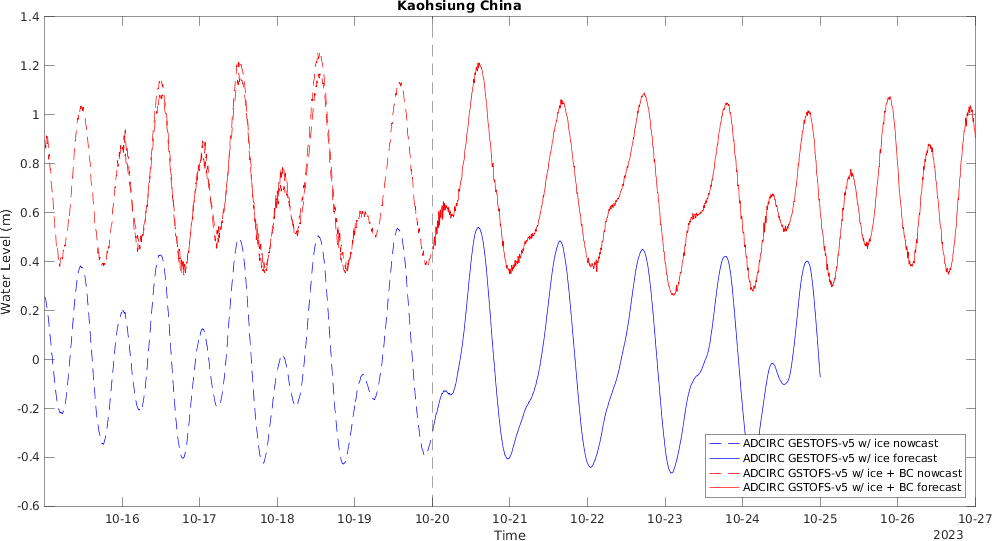 Kaohsiung China
1.4
1.2
1
0.8
0.6
0.4
0.2
0
-0.2
-0.4
-0.6
Water Level (m)
ADCIRC GESTOFS-v5 w/ ice nowcast
ADCIRC GESTOFS-v5 w/ ice forecast
ADCIRC GSTOFS-v5 w/ ice + BC nowcast
ADCIRC GSTOFS-v5 w/ ice + BC forecast
10-16 10-17 10-18 10-19 10-20 10-21 10-22 10-23 10-24 10-25 10-26 10-27
Time
2023